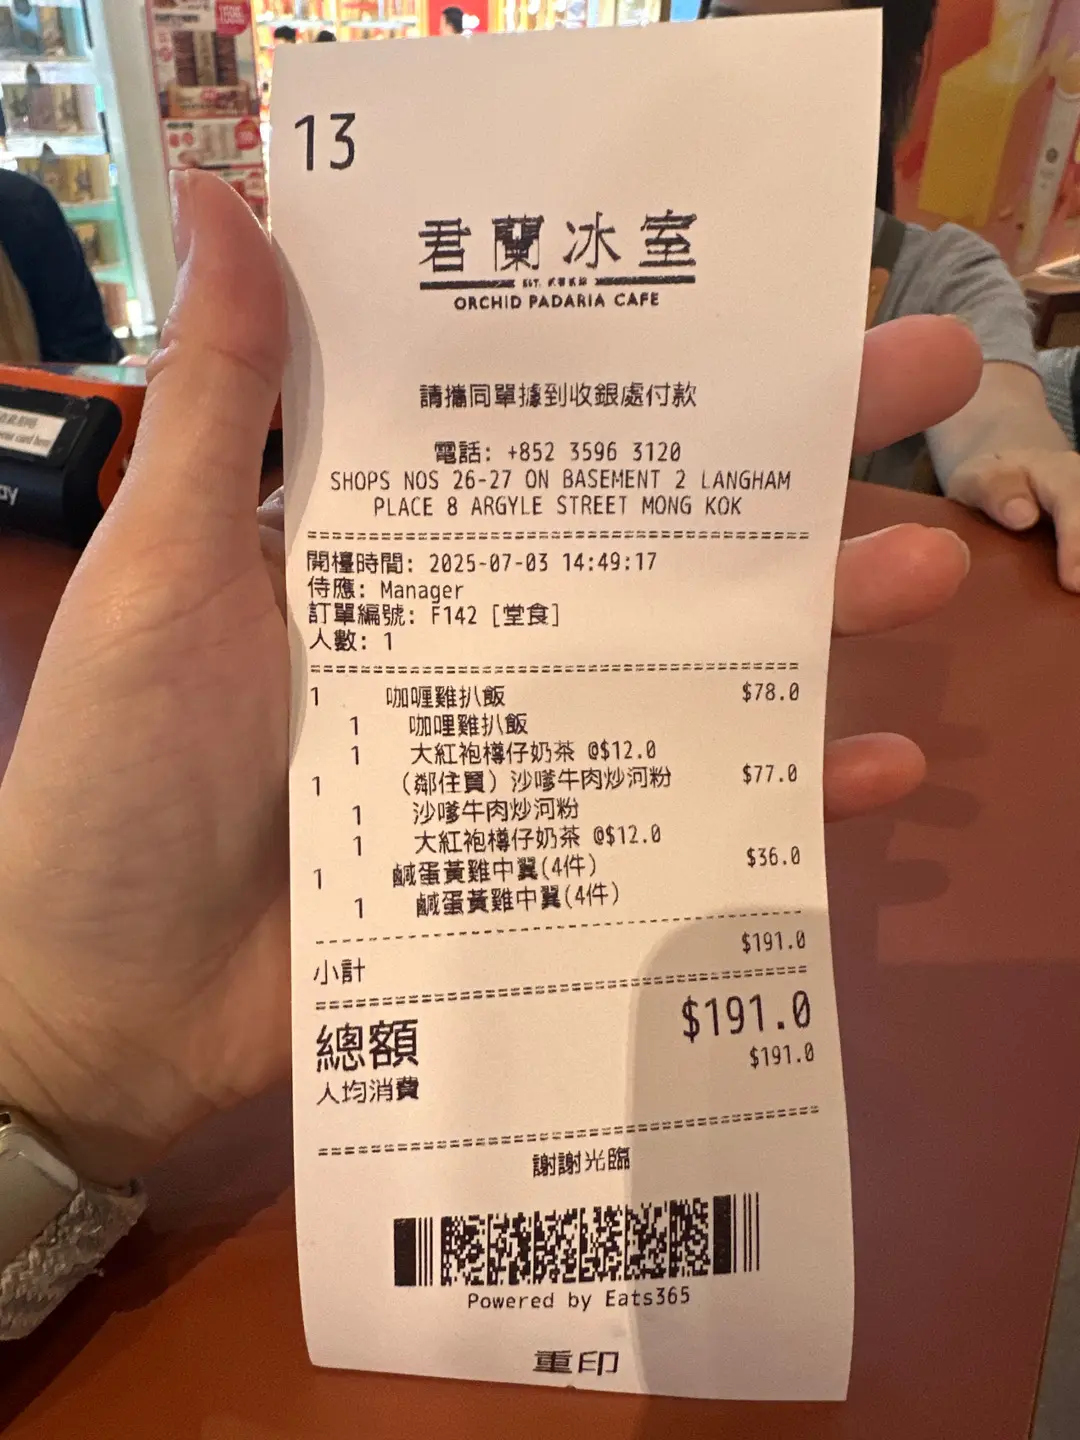 13
君蘭冰室
ORCHID PADARIA CAFE
請攜同單據到收銀處付款
電話: +852 3596 3120
SHOPS NOS 26-27 ON BASEMENT 2 LANGHAM
PLACE 8 ARGYLE STREET MONG KOK
開檯時間: 2025-07-03 14:49:17
侍應: Manager
訂單編號: F142 [堂食]
人數: 1
1 咖喱雞扒飯 $78.0
1 咖哩雞扒飯
1 大紅袍樽仔奶茶 @$12.0
1 (鄰住買) 沙嗲牛肉炒河粉 $77.0
1 沙嗲牛肉炒河粉
1 大紅袍樽仔奶茶 @$12.0
1 鹹蛋黃雞中翼(4件) $36.0
1 鹹蛋黃雞中翼(4件)
小計 $191.0
總額 $191.0
人均消費 $191.0
謝謝光臨
Powered by Eats365
重印